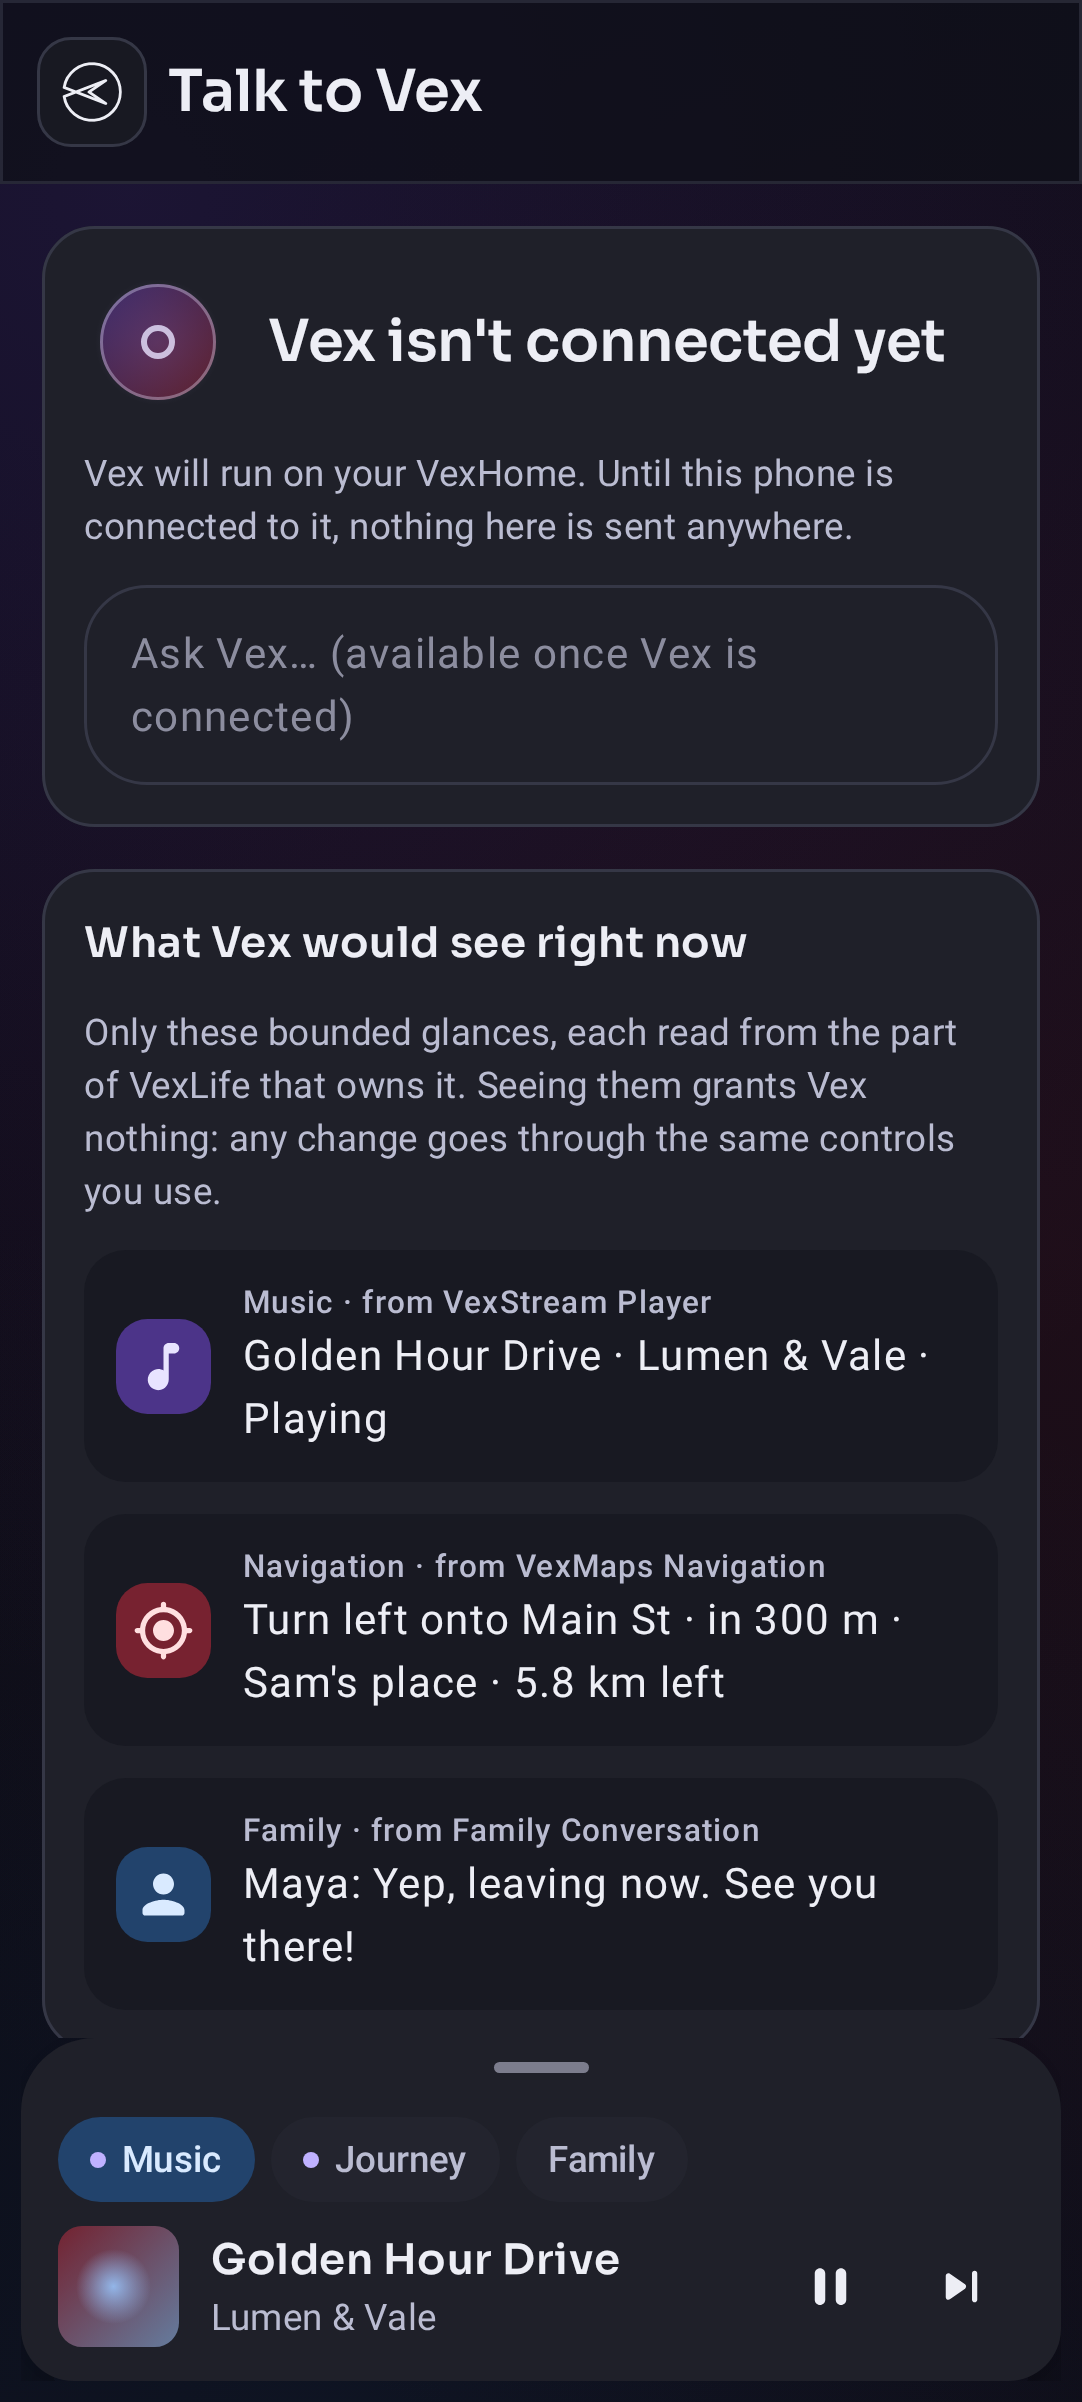 Talk to Vex
Vex isn't connected yet
Vex will run on your VexHome. Until this phone is
connected to it, nothing here is sent anywhere.
Ask Vex… (available once Vex is
connected)
What Vex would see right now
Only these bounded glances, each read from the part
of VexLife that owns it. Seeing them grants Vex
nothing: any change goes through the same controls
you use.
Music · from VexStream Player
Golden Hour Drive · Lumen & Vale ·
Playing
Navigation · from VexMaps Navigation
Turn left onto Main St · in 300 m ·
Sam's place · 5.8 km left
Family · from Family Conversation
Maya: Yep, leaving now. See you
there!
Music
Journey
Family
Golden Hour Drive
Lumen & Vale